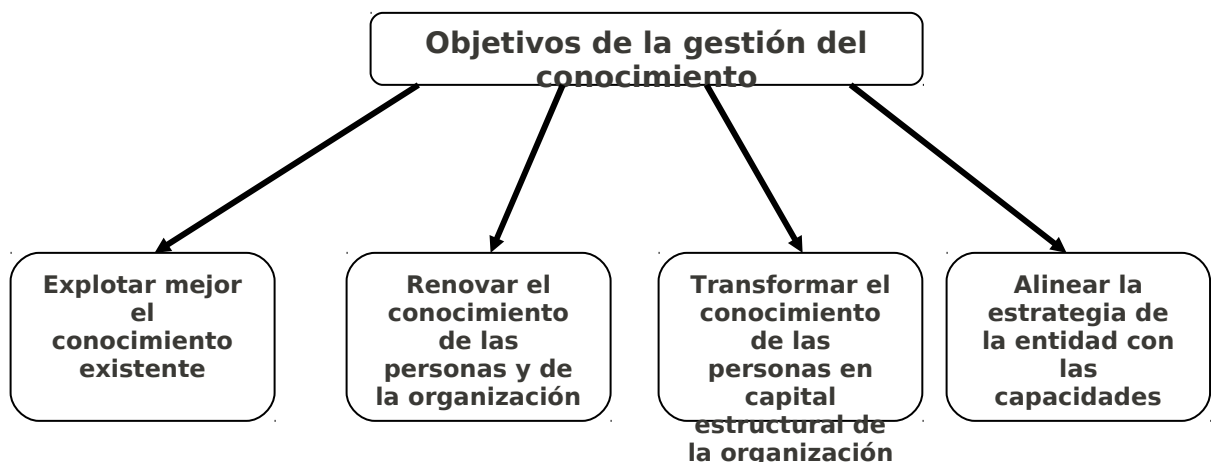 Objetivos de la gestión del
conocimiento
Explotar mejor
el
conocimiento
existente
Renovar el
conocimiento
de las
personas y de
la organización
Transformar el
conocimiento
de las
personas en
capital
estructural de
la organización
Alinear la
estrategia de
la entidad con
las
capacidades